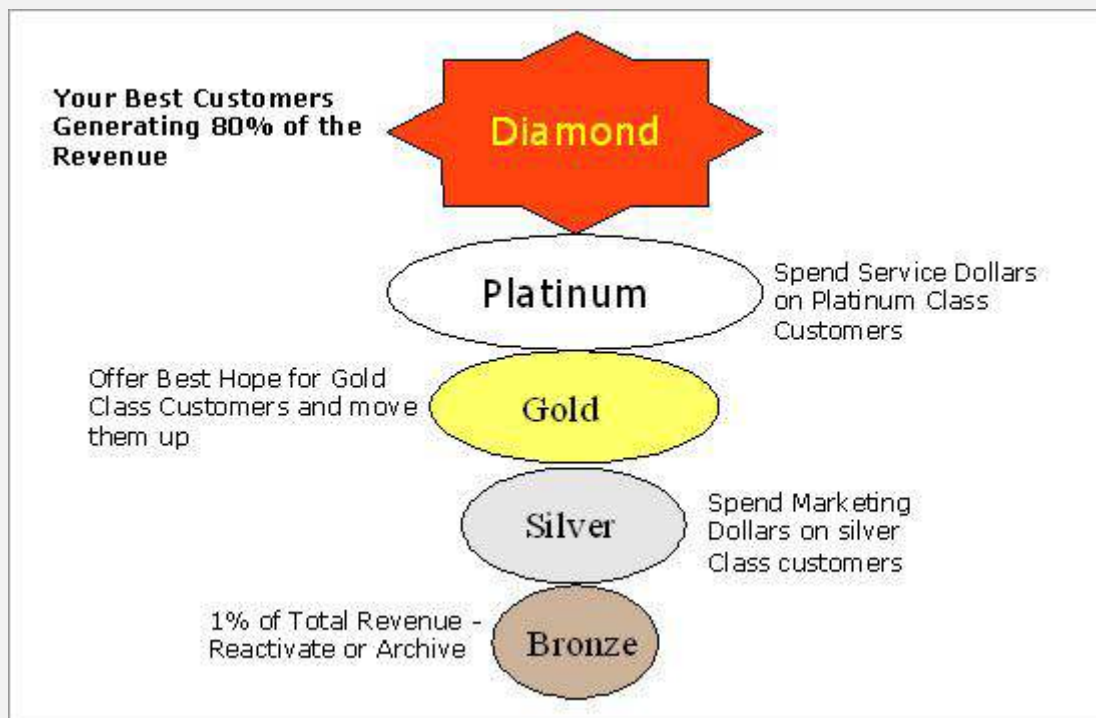 Your Best Customers
Generating 80% of the
Revenue
Diamond
Platinum
Spend Service Dollars
on Platinum Class
Customers
Offer Best Hope for Gold
Class Customers and move
them up
Gold
Silver
Spend Marketing
Dollars on silver
Class customers
1% of Total Revenue -
Reactivate or Archive
Bronze